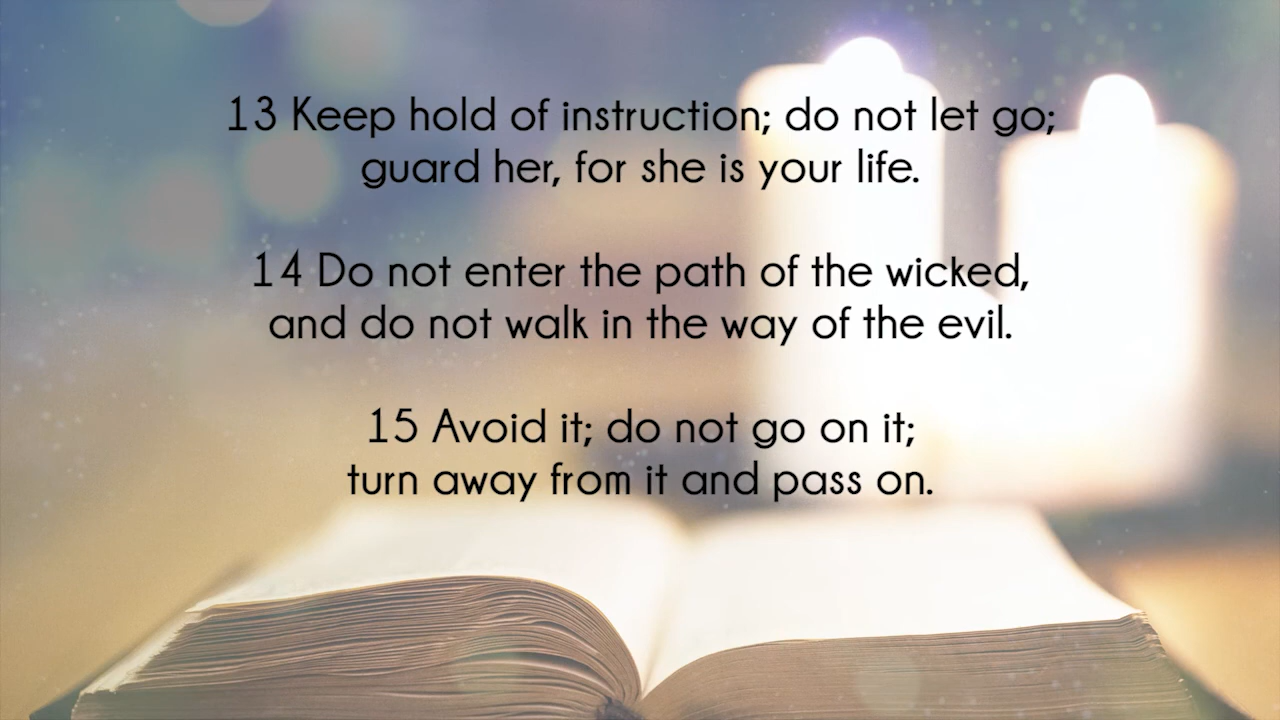 13 Keep hold of instruction; do not let go;
guard her, for she is your life.
14 Do not enter the path of the wicked,
and do not walk in the way of the evil.
15 Avoid it; do not go on it;
turn away from it and pass on.